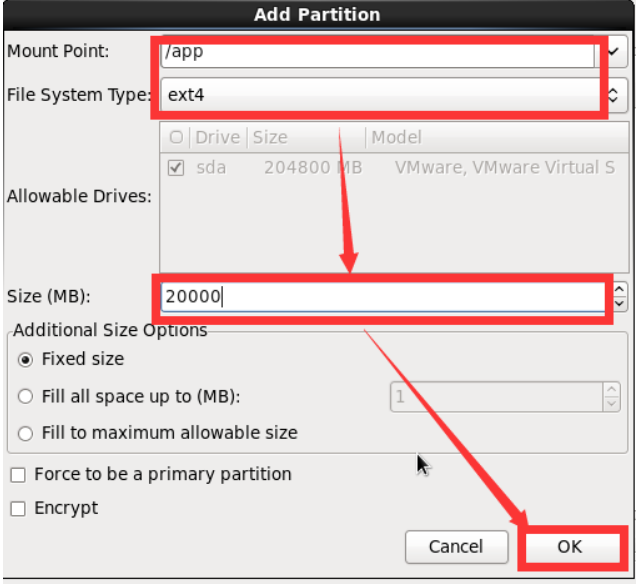 Add Partition
Mount Point: /app
File System Type: ext4
Drive Size Model
sda 204800 MB VMware, VMware Virtual S
Allowable Drives:
Size (MB): 20000
Additional Size Options
Fixed size
Fill all space up to (MB): 1
Fill to maximum allowable size
Force to be a primary partition
Encrypt
Cancel OK